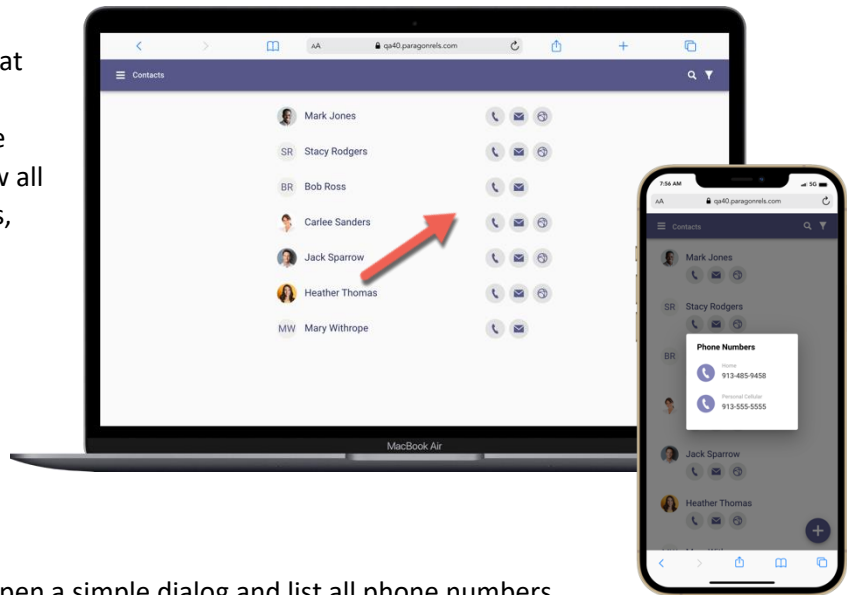 at
e
w all
s,
AA
qa40.paragonrels.com
Contacts
Mark Jones
SR Stacy Rodgers
BR Bob Ross
Carlee Sanders
Jack Sparrow
Heather Thomas
MW Mary Withrope
MacBook Air
7:56 AM
5G
AA
qa40.paragonrels.com
Contacts
Mark Jones
SR Stacy Rodgers
BR
Phone Numbers
Home
913-485-9458
Personal Cellular
913-555-5555
Jack Sparrow
Heather Thomas
pen a simple dialog and list all phone numbers